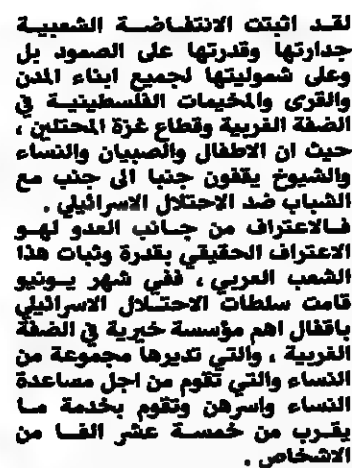 لقد اثبتت الانتفاضة الشعبية
جدارتها وقدرتها على الصمود بل
وعلى شموليتها لجميع ابناء المدن
والقرى والمخيمات الفلسطينية في
الضفة الغربية وقطاع غزة المحتلين ،
حيث ان الاطفال والصبيان والنساء
والشيوخ يقفون جنبا الى جنب مع
الشباب ضد الاحتلال الاسرائيلي .
فالاعتراف من جانب العدو لهو
الاعتراف الحقيقي بقدرة وثبات هذا
الشعب العربي ، ففي شهر يونيو
قامت سلطات الاحتلال الاسرائيلي
باقفال اهم مؤسسة خيرية في الضفة
الغربية ، والتي تديرها مجموعة من
النساء والتي تقوم من اجل مساعدة
النساء واسرهن وتقوم بخدمة ما
يقرب من خمسة عشر الفا من
الاشخاص .